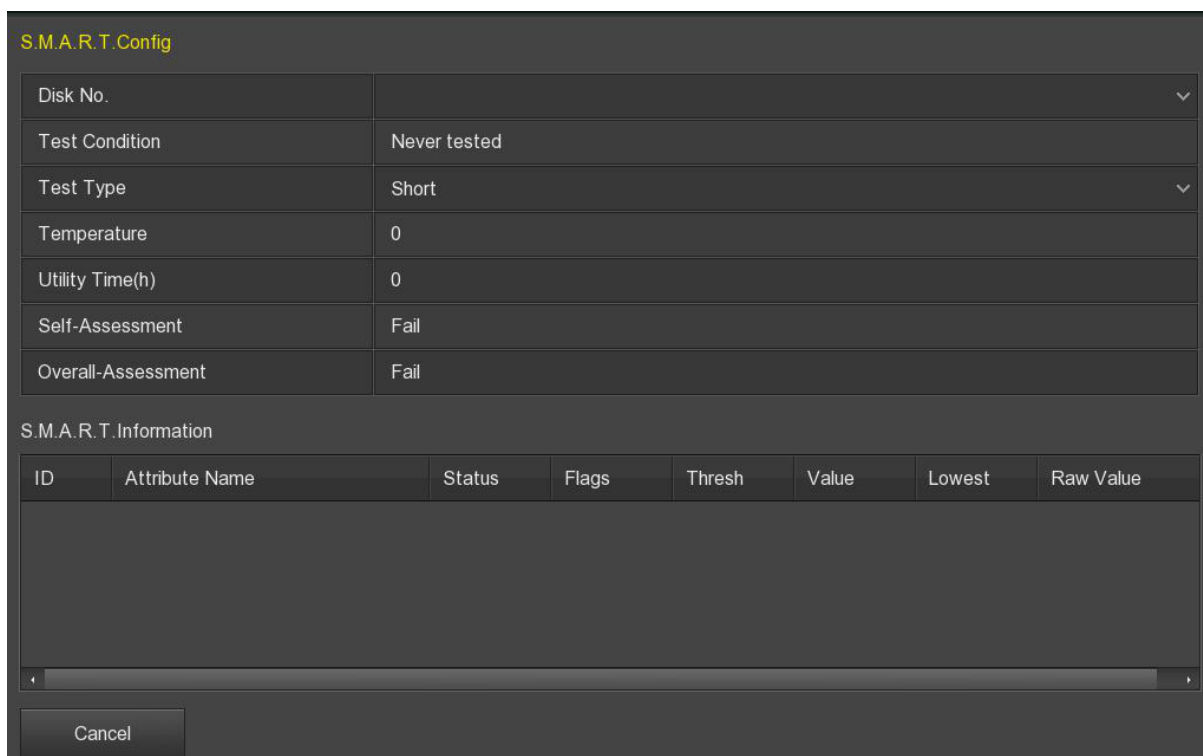 S.M.A.R.T.Config
Disk No.
Test Condition Never tested
Test Type Short
Temperature 0
Utility Time(h) 0
Self-Assessment Fail
Overall-Assessment Fail
S.M.A.R.T.Information
ID Attribute Name Status Flags Thresh Value Lowest Raw Value
Cancel